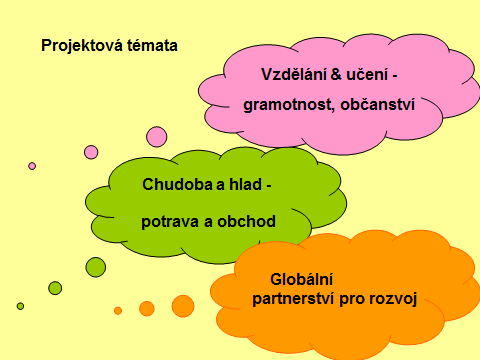 Projektová témata
Vzdělání & učení -
gramotnost, občanství
Chudoba a hlad -
potrava a obchod
Globální
partnerství pro rozvoj